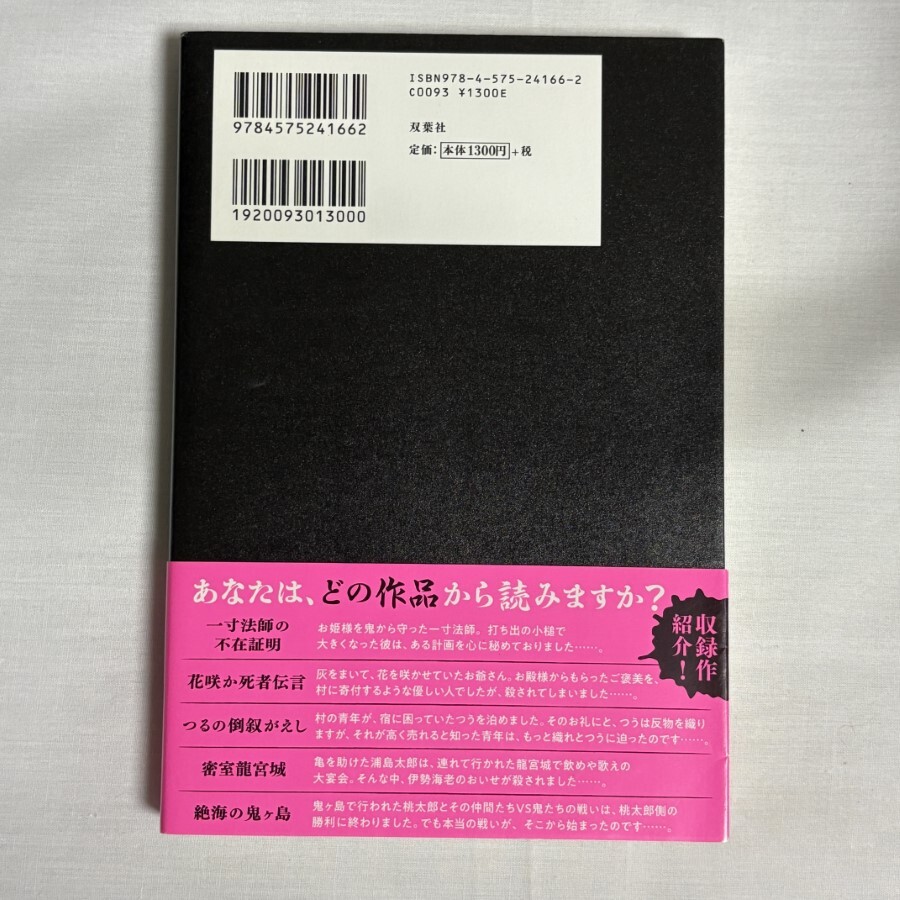 ISBN978-4-575-24166-2
C0093 ¥1300E
9784575241662
双葉社
定価：本体1300円＋税
1920093013000
あなたは、どの作品から読みますか？
収録作
紹介！
一寸法師の
不在証明
お姫様を鬼から守った一寸法師。打ち出の小槌で
大きくなった彼は、ある計画を心に秘めておりました……。
花咲か死者伝言
灰をまいて、花を咲かせていたお爺さん。お殿様からもらったご褒美を、
村に寄付するような優しい人でしたが、殺されてしまいました……。
つるの倒叙がえし
村の青年が、宿に困っていたつうを泊めました。そのお礼にと、つうは反物を織り
ますが、それが高く売れると知った青年は、もっと織れとつうに迫ったのです……。
密室龍宮城
亀を助けた浦島太郎は、連れて行かれた龍宮城で飲めや歌えの
大宴会。そんな中、伊勢海老のおいせが殺されました……。
絶海の鬼ヶ島
鬼ヶ島で行われた桃太郎とその仲間たちVS鬼たちの戦いは、桃太郎側の
勝利に終わりました。でも本当の戦いが、そこから始まったのです……。